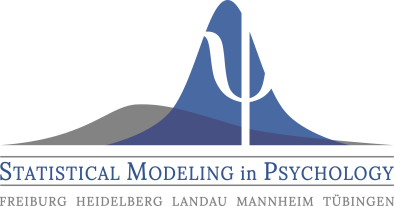 ψ
STATISTICAL MODELING in PSYCHOLOGY
FREIBURG HEIDELBERG LANDAU MANNHEIM TÜBINGEN